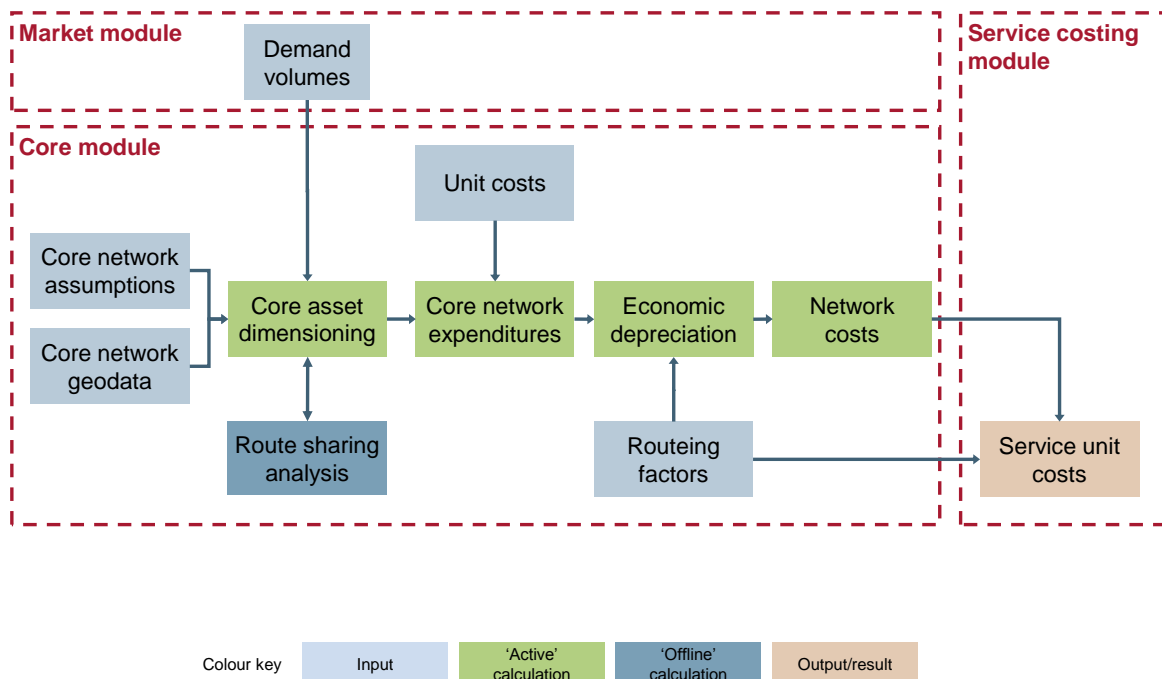 Market module
Demand
volumes
Service costing
module
Core module
Unit costs
Core network
assumptions
Core network
geodata
Core asset
dimensioning
Core network
expenditures
Economic
depreciation
Network
costs
Route sharing
analysis
Routeing
factors
Service unit
costs
Colour key
Input
‘Active’
calculation
‘Offline’
calculation
Output/result